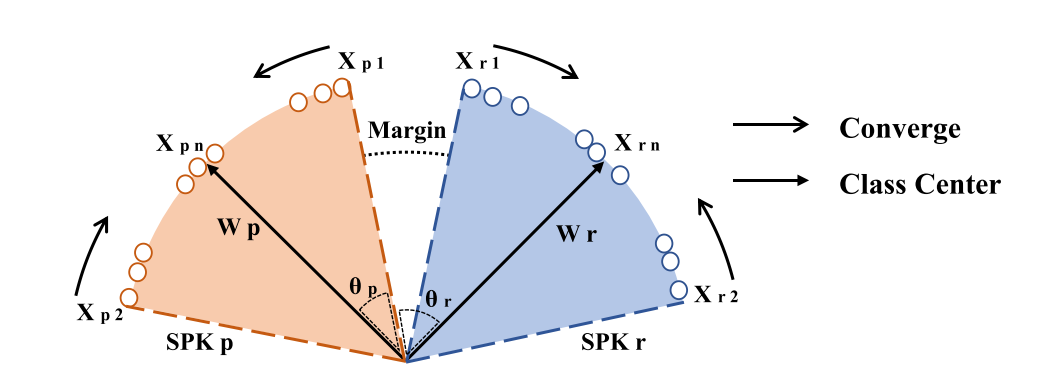 X p 1
X r 1
Margin
Converge
X p n
X r n
Class Center
W p
W r
θ p
θ r
X p 2
X r 2
SPK p
SPK r